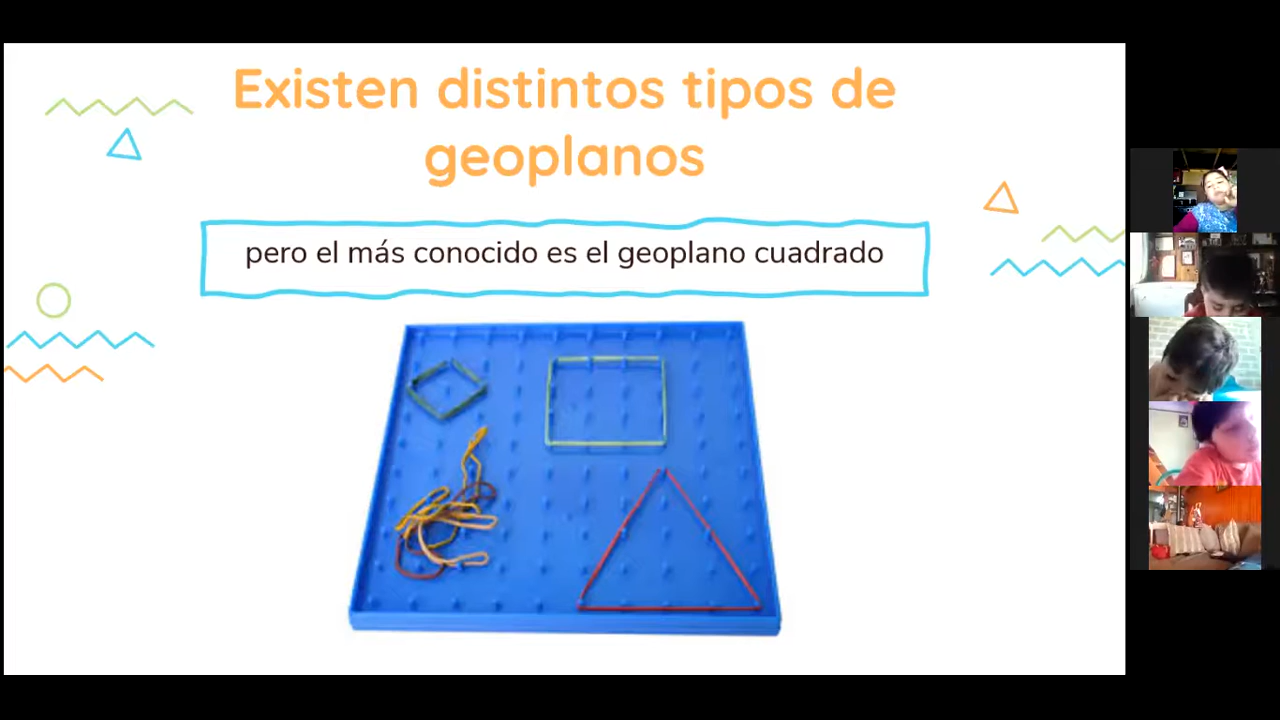 Existen distintos tipos de
geoplanos
pero el más conocido es el geoplano cuadrado